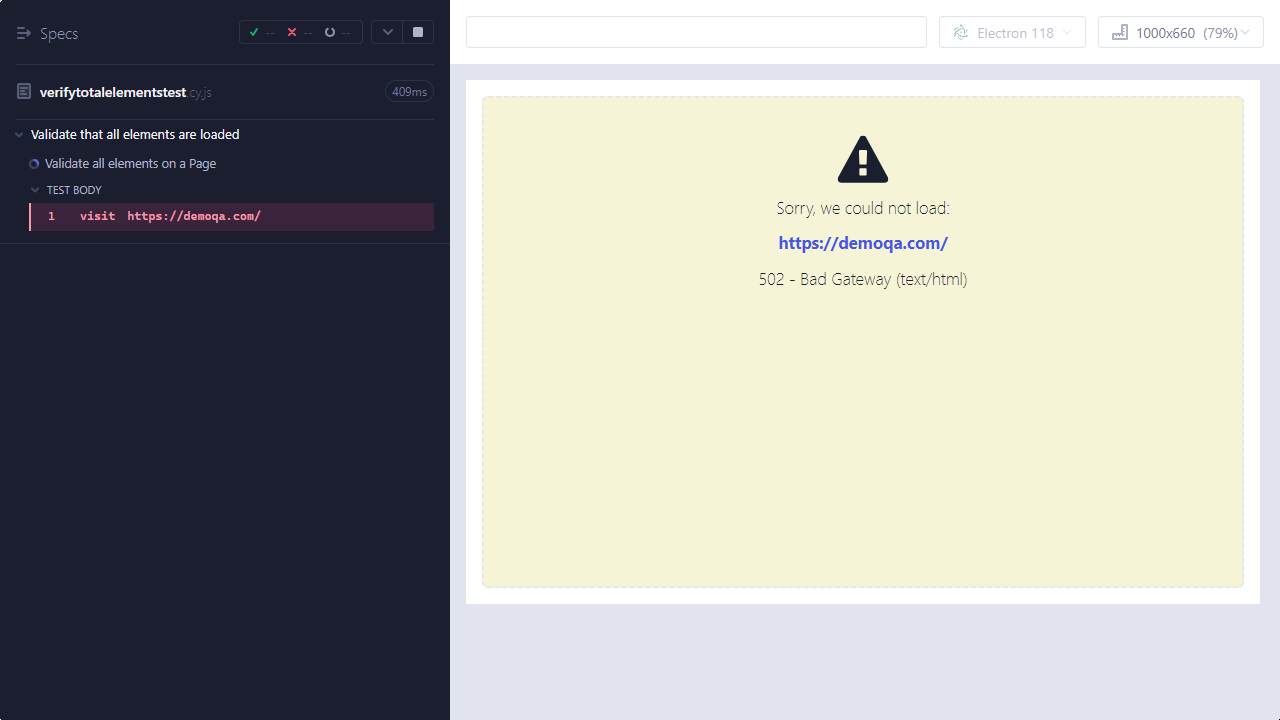 Specs
-- -- --
verifytotalelementstest.cy.js
409ms
Validate that all elements are loaded
Validate all elements on a Page
TEST BODY
1 visit https://demoqa.com/
Electron 118
1000x660 (79%)
Sorry, we could not load:
https://demoqa.com/
502 - Bad Gateway (text/html)